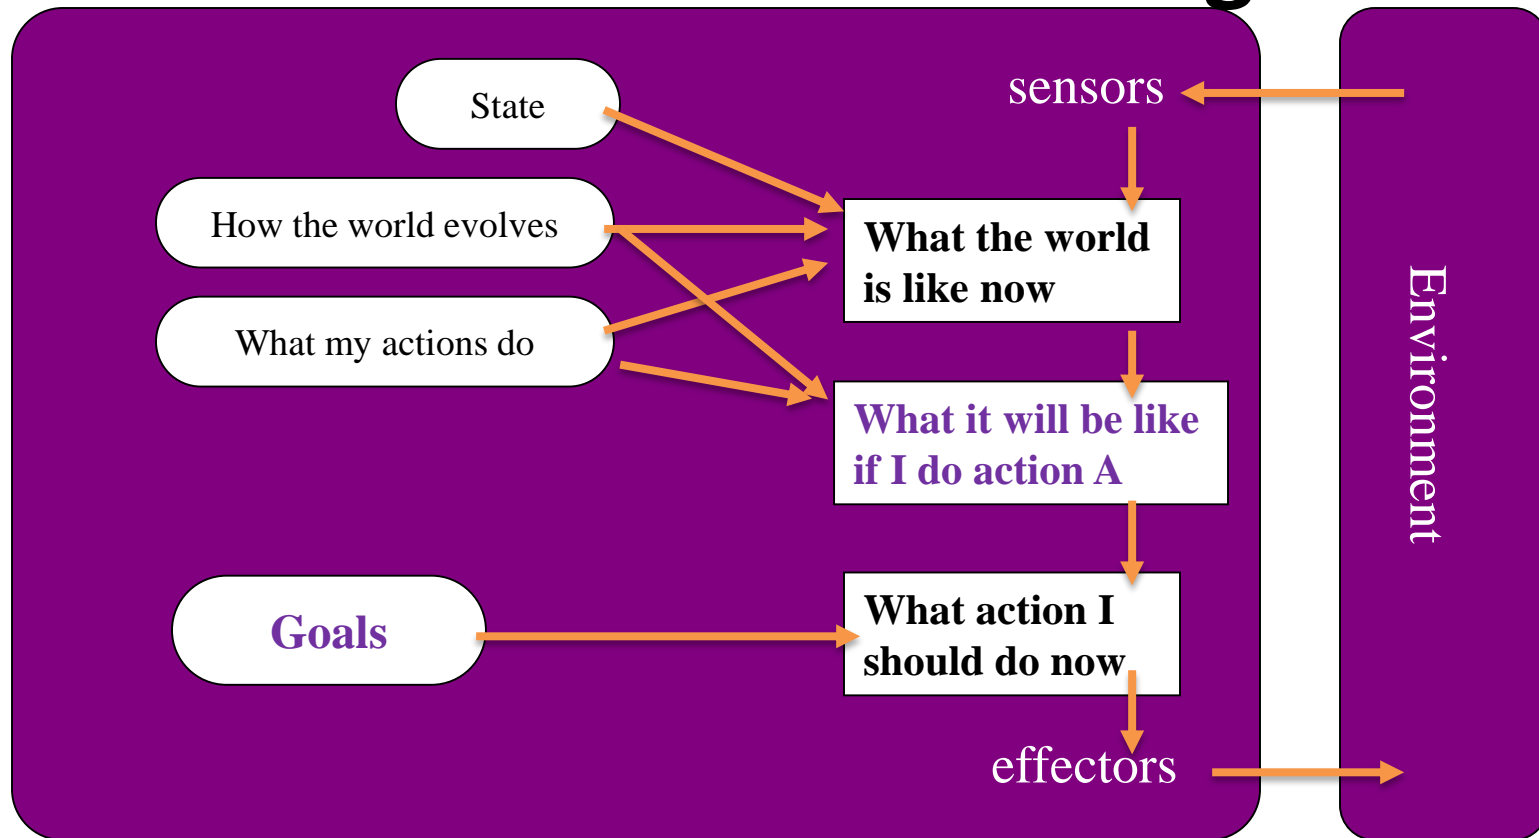 State
sensors
How the world evolves
What the world
is like now
What my actions do
What it will be like
if I do action A
Goals
What action I
should do now
effectors
Environment